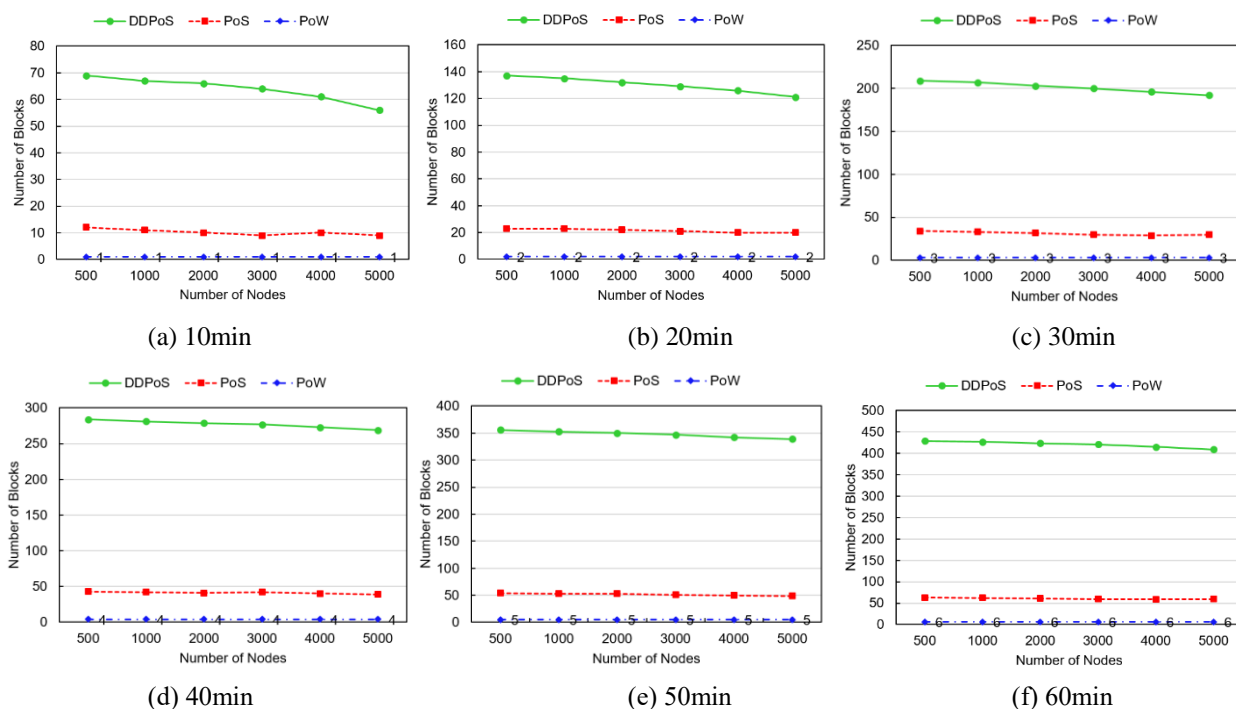 DDPoS PoS PoW
80
70
60
50
40
30
20
10
0
Number of Blocks
1 1 1 1 1 1
500 1000 2000 3000 4000 5000
Number of Nodes
(a) 10min
DDPoS PoS PoW
160
140
120
100
80
60
40
20
0
Number of Blocks
2 2 2 2 2 2
500 1000 2000 3000 4000 5000
Number of Nodes
(b) 20min
DDPoS PoS PoW
250
200
150
100
50
0
Number of Blocks
3 3 3 3 3 3
500 1000 2000 3000 4000 5000
Number of Nodes
(c) 30min
DDPoS PoS PoW
300
250
200
150
100
50
0
Number of Blocks
4 4 4 4 4 4
500 1000 2000 3000 4000 5000
Number of Nodes
(d) 40min
DDPoS PoS PoW
400
350
300
250
200
150
100
50
0
Number of Blocks
5 5 5 5 5 5
500 1000 2000 3000 4000 5000
Number of Nodes
(e) 50min
DDPoS PoS PoW
500
450
400
350
300
250
200
150
100
50
0
Number of Blocks
6 6 6 6 6 6
500 1000 2000 3000 4000 5000
Number of Nodes
(f) 60min